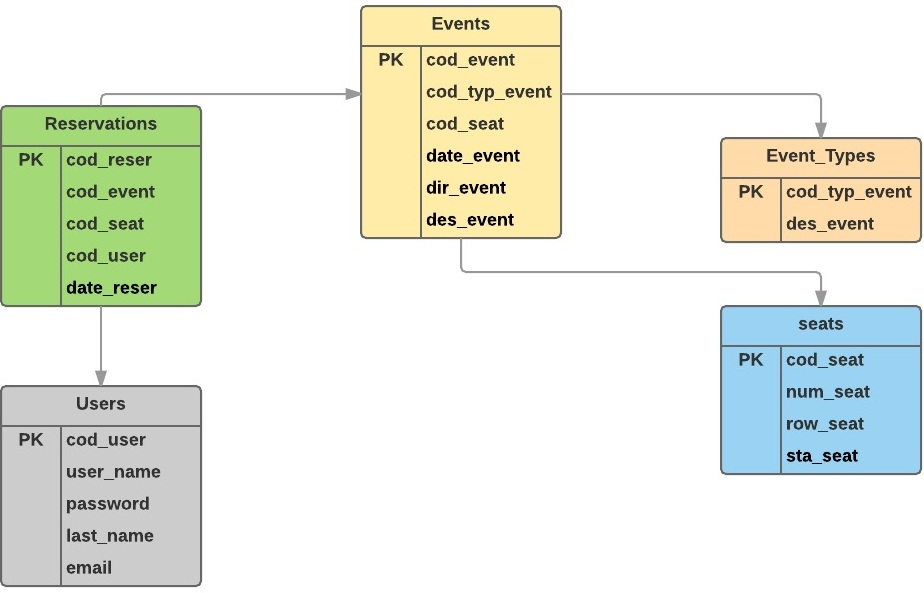 Events
PK cod_event
cod_typ_event
cod_seat
date_event
dir_event
des_event
Reservations
PK cod_reser
cod_event
cod_seat
cod_user
date_reser
Event_Types
PK cod_typ_event
des_event
seats
PK cod_seat
num_seat
row_seat
sta_seat
Users
PK cod_user
user_name
password
last_name
email